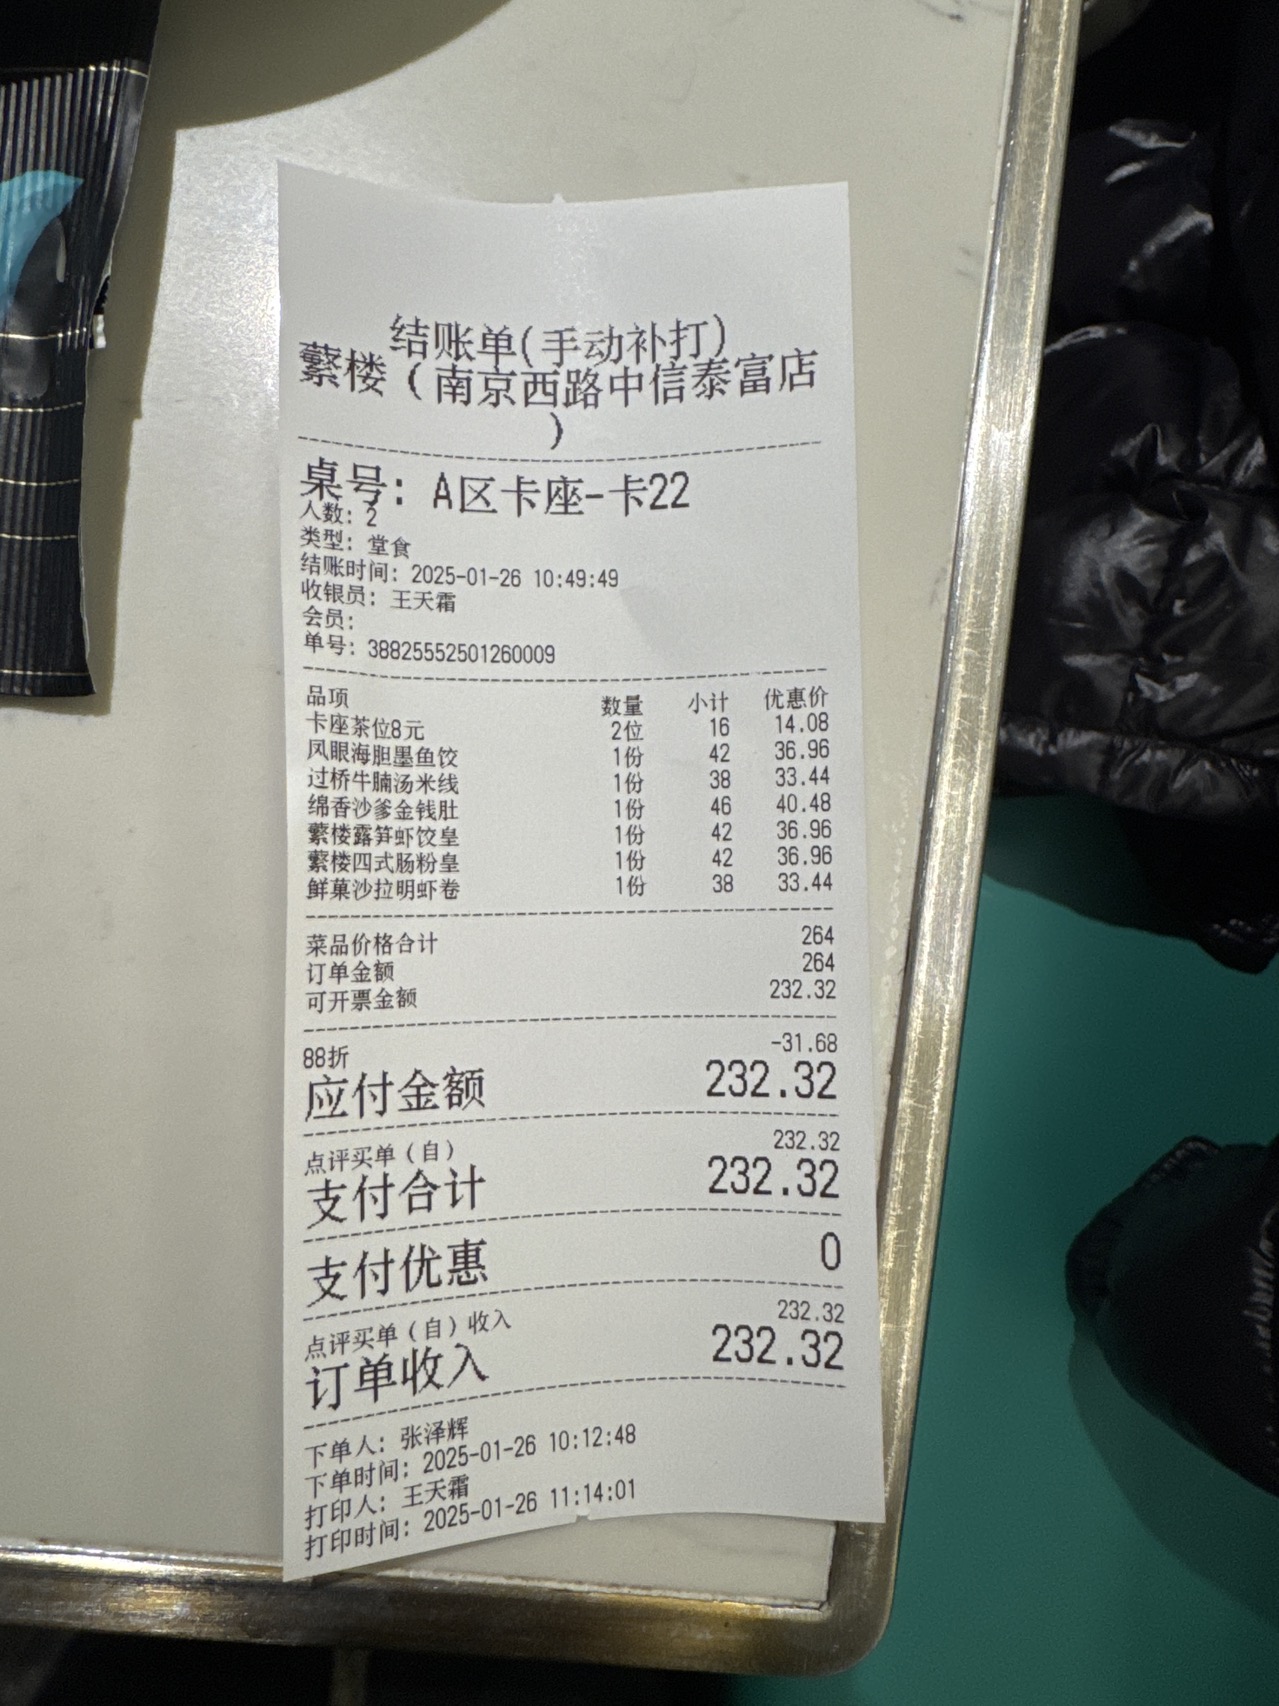 结账单(手动补打)
蘩楼（南京西路中信泰富店
）
桌号: A区卡座-卡22
人数: 2
类型: 堂食
结账时间: 2025-01-26 10:49:49
收银员: 王天霜
会员:
单号: 38825552501260009
品项 数量 小计 优惠价
卡座茶位8元 2位 16 14.08
凤眼海胆墨鱼饺 1份 42 36.96
过桥牛腩汤米线 1份 38 33.44
绵香沙爹金钱肚 1份 46 40.48
蘩楼露笋虾饺皇 1份 42 36.96
蘩楼四式肠粉皇 1份 42 36.96
鲜菓沙拉明虾卷 1份 38 33.44
菜品价格合计 264
订单金额 264
可开票金额 232.32
88折 -31.68
应付金额 232.32
点评买单（自） 232.32
支付合计 232.32
支付优惠 0
点评买单（自）收入 232.32
订单收入 232.32
下单人: 张泽辉
下单时间: 2025-01-26 10:12:48
打印人: 王天霜
打印时间: 2025-01-26 11:14:01